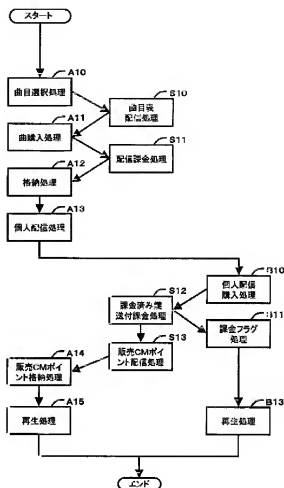 スタート
A10
曲目選択処理
S10
曲目表
配信処理
A11
曲購入処理
S11
配信課金処理
A12
格納処理
A13
個人配信処理
B10
個人配信
購入処理
S12
課金済み鍵
送付課金処理
B11
課金フラグ
処理
S13
販売CMポイ
ント配信処理
A14
販売CMポイ
ント格納処理
A15
再生処理
B13
再生処理
エンド